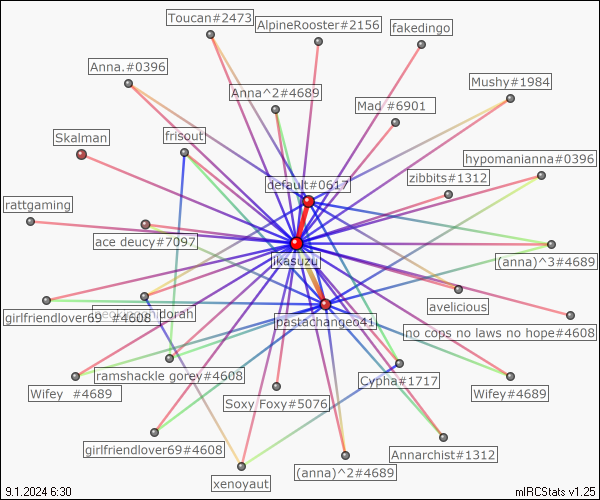 Toucan#2473
AlpineRooster#2156
fakedingo
Anna.#0396
Anna^2#4689
Mushy#1984
Mad #6901
Skalman
frisout
hypomanianna#0396
default#0617
zibbits#1312
rattgaming
ace deucy#7097
ikasuzu
(anna)^3#4689
girlfriendlover69 #4608
dorah
pastachangeo41
avelicious
no cops no laws no hope#4608
ramshackle gorey#4608
Cypha#1717
Wifey #4689
Soxy Foxy#5076
Wifey#4689
girlfriendlover69#4608
Annarchist#1312
xenoyaut
(anna)^2#4689
9.1.2024 6:30
mIRCStats v1.25